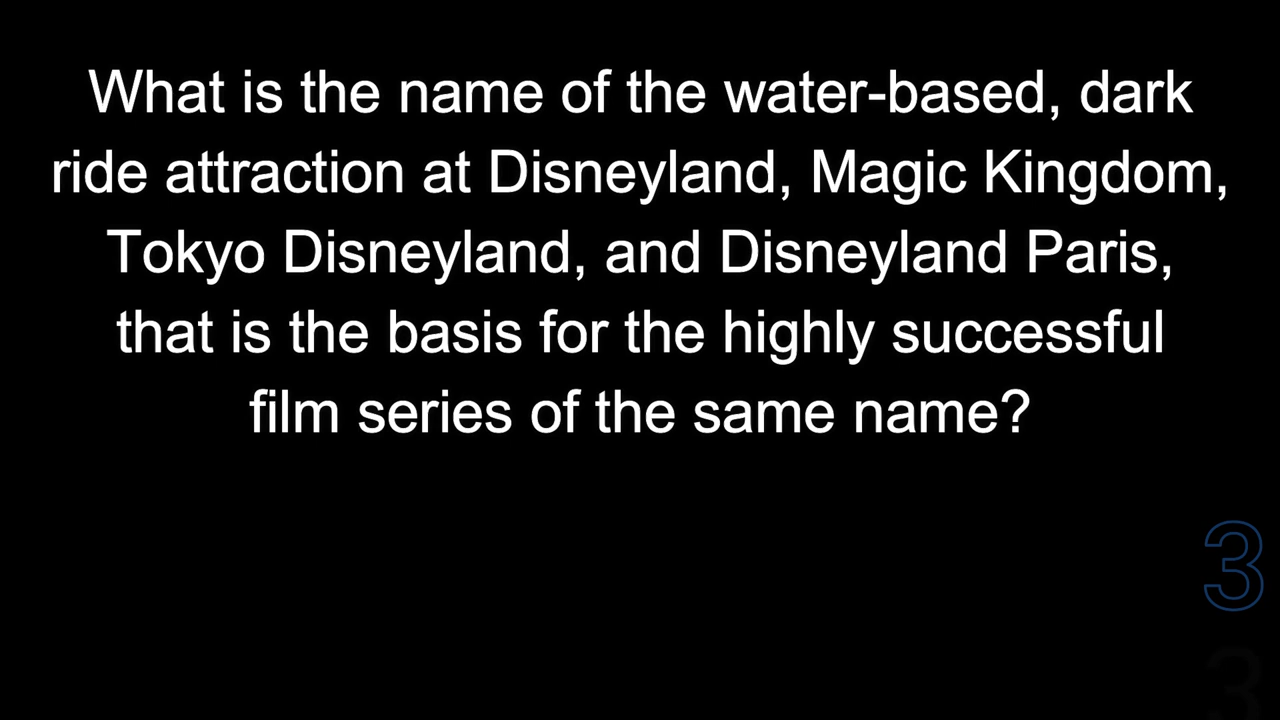 What is the name of the water-based, dark
ride attraction at Disneyland, Magic Kingdom,
Tokyo Disneyland, and Disneyland Paris,
that is the basis for the highly successful
film series of the same name?
3
3